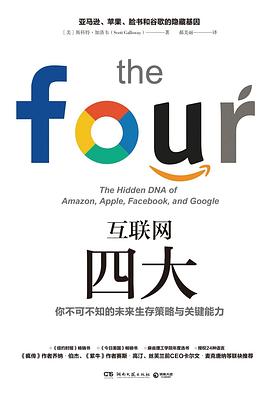 亚马逊、苹果、脸书和谷歌的隐藏基因
［美］斯科特·加洛韦（Scott Galloway）——著 郝美丽——译
the
four
The Hidden DNA of
Amazon, Apple, Facebook, and Google
互联网
四大
你不可不知的未来生存策略与关键能力
·《纽约时报》畅销书 ·《今日美国》畅销书 ·麻省理工学院年度选书 ·授权24种语言
《疯传》作者乔纳·伯杰、《紫牛》作者赛斯·高汀、丝芙兰前CEO卡尔文·麦克唐纳等联袂推荐
湖南文艺出版社 博集天卷